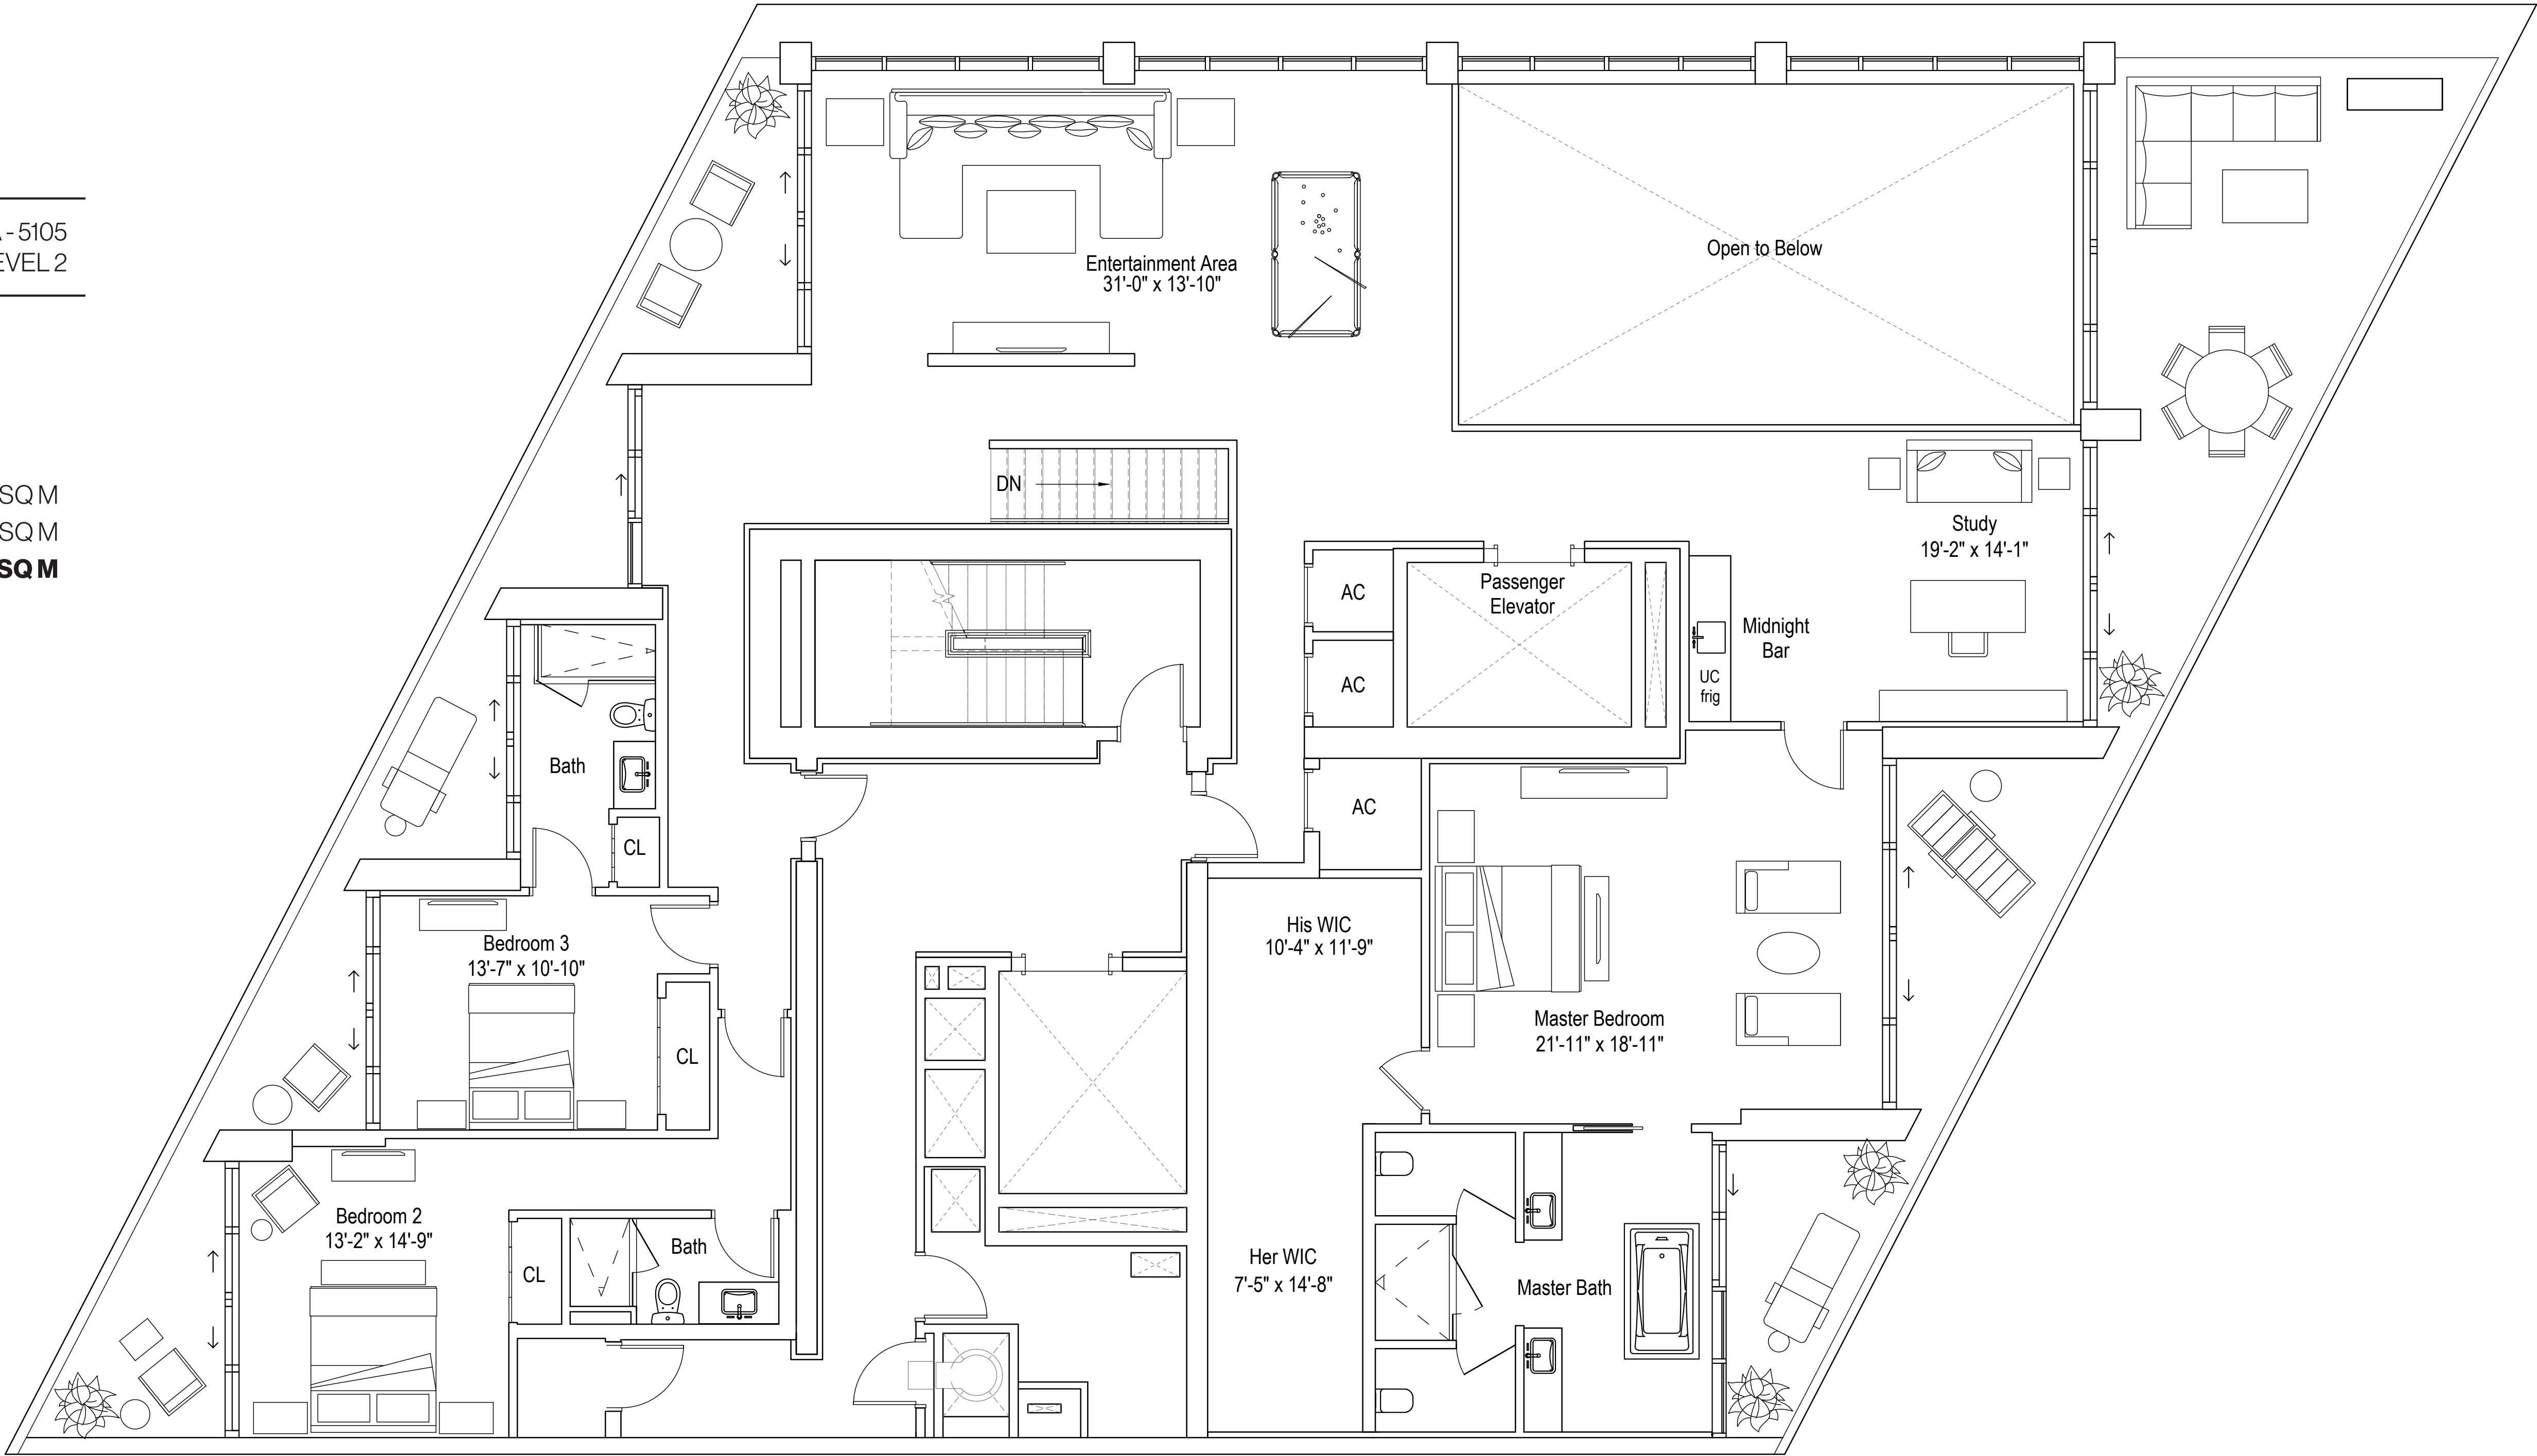 A - 5105
EVEL 2
SQ M
SQ M
SQ M
Entertainment Area
31'-0" x 13'-10"
Open to Below
DN
Study
19'-2" x 14'-1"
AC
Passenger
Elevator
Midnight
Bar
AC
UC
frig
Bath
AC
CL
His WIC
10'-4" x 11'-9"
Bedroom 3
13'-7" x 10'-10"
Master Bedroom
21'-11" x 18'-11"
CL
Bedroom 2
13'-2" x 14'-9"
Bath
CL
Her WIC
7'-5" x 14'-8"
Master Bath